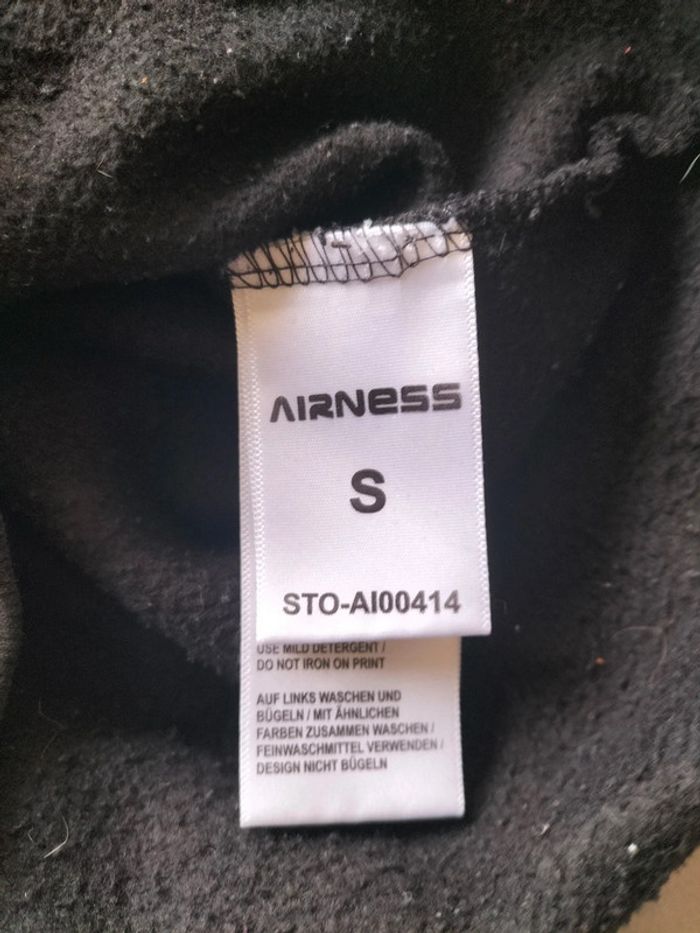 AIRNESS
S
STO-AI00414
USE MILD DETERGENT /
DO NOT IRON ON PRINT
AUF LINKS WASCHEN UND
BÜGELN / MIT ÄHNLICHEN
FARBEN ZUSAMMEN WASCHEN /
FEINWASCHMITTEL VERWENDEN /
DESIGN NICHT BÜGELN